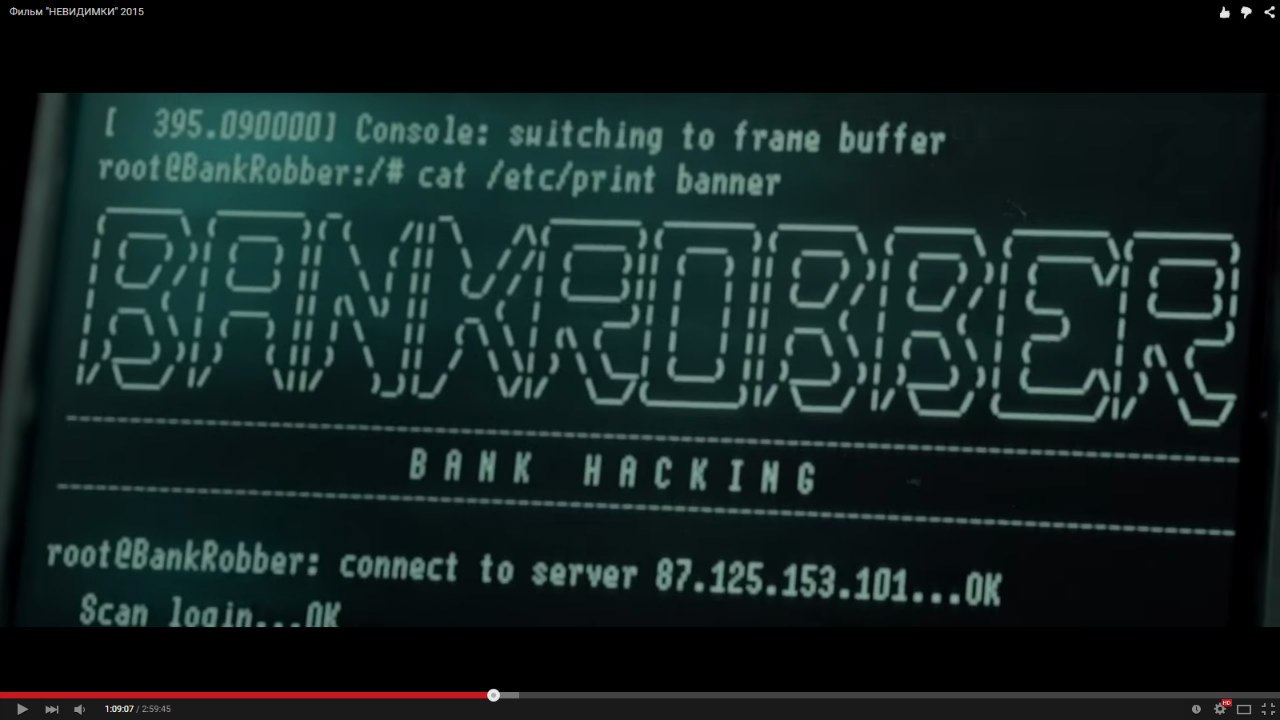 Фильм "НЕВИДИМКИ" 2015
[  395.090000] Console: switching to frame buffer
root@BankRobber:/# cat /etc/print banner
BANKROBBER
BANK HACKING
root@BankRobber: connect to server 87.125.153.101...OK
Scan login...OK
HD
1:09:07 / 2:59:45